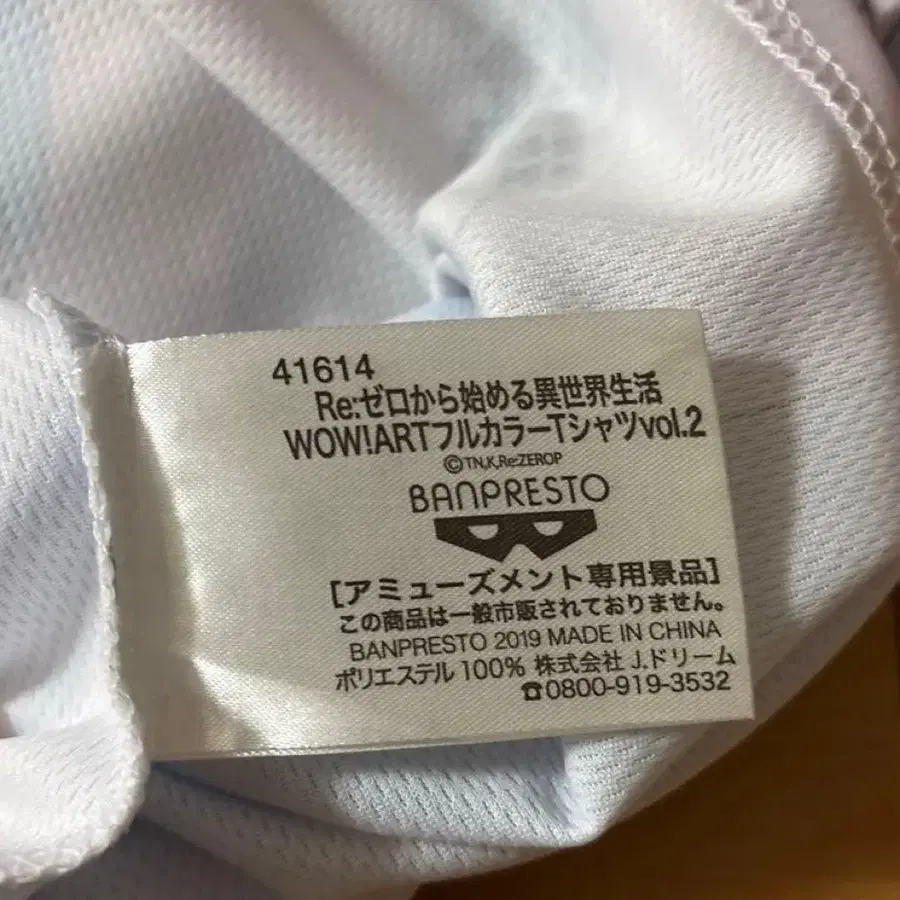 41614
Re:ゼロから始める異世界生活
WOW!ARTフルカラーTシャツvol.2
©TN,K,Re:ZEROP
BANPRESTO
[アミューズメント専用景品]
この商品は一般市販されておりません。
BANPRESTO 2019 MADE IN CHINA
ポリエステル100% 株式会社 J.ドリーム
☎0800-919-3532